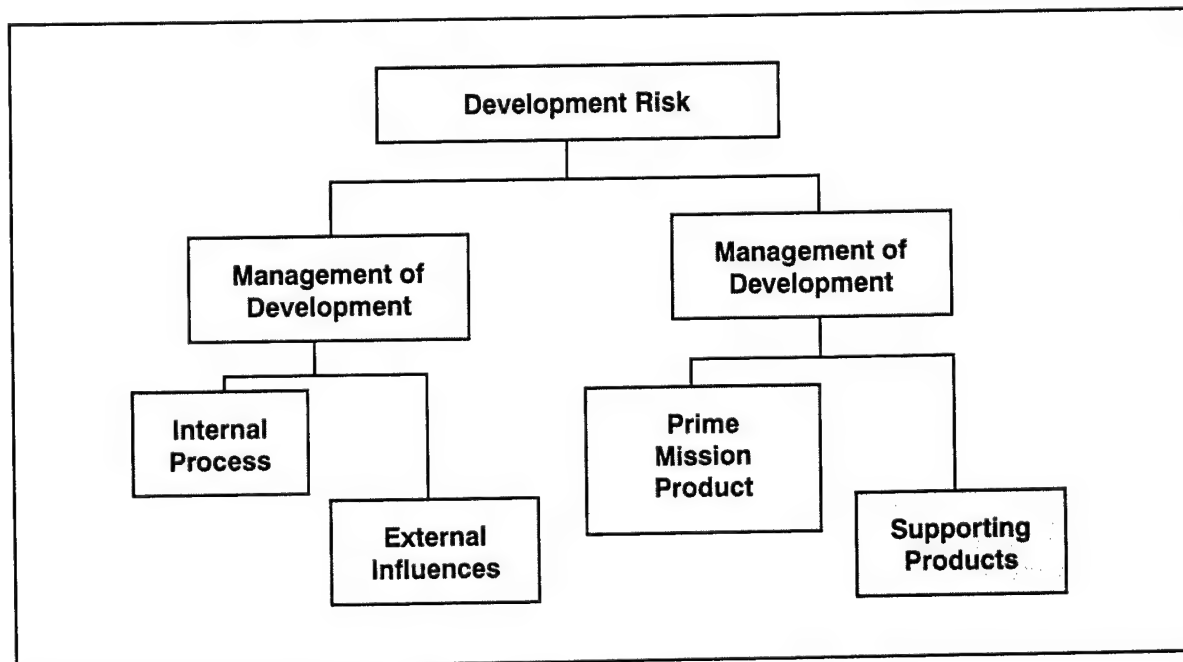 Development Risk
Management of
Development
Management of
Development
Internal
Process
External
Influences
Prime
Mission
Product
Supporting
Products